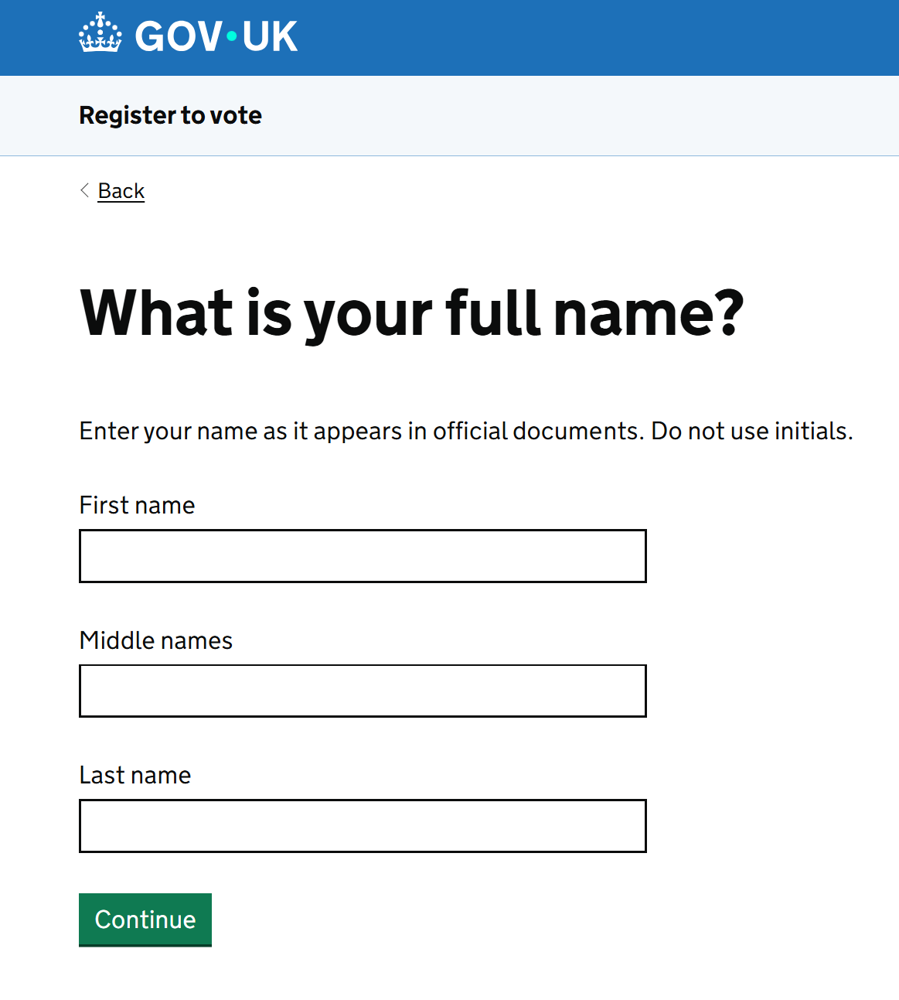 GOV·UK
Register to vote
Back
What is your full name?
Enter your name as it appears in official documents. Do not use initials.
First name
Middle names
Last name
Continue